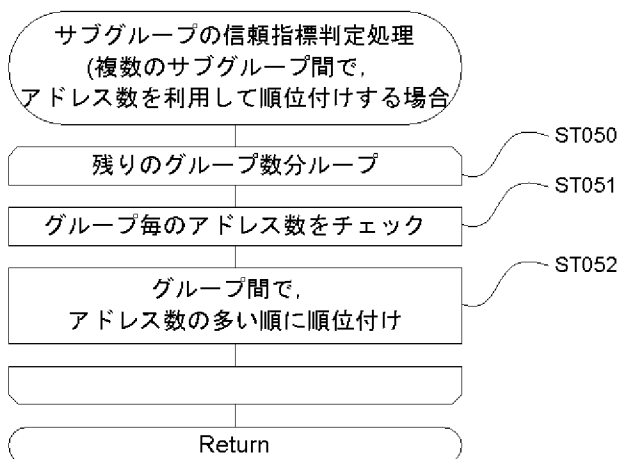 サブグループの信頼指標判定処理
(複数のサブグループ間で,
アドレス数を利用して順位付けする場合
ST050
残りのグループ数分ループ
ST051
グループ毎のアドレス数をチェック
ST052
グループ間で,
アドレス数の多い順に順位付け
Return